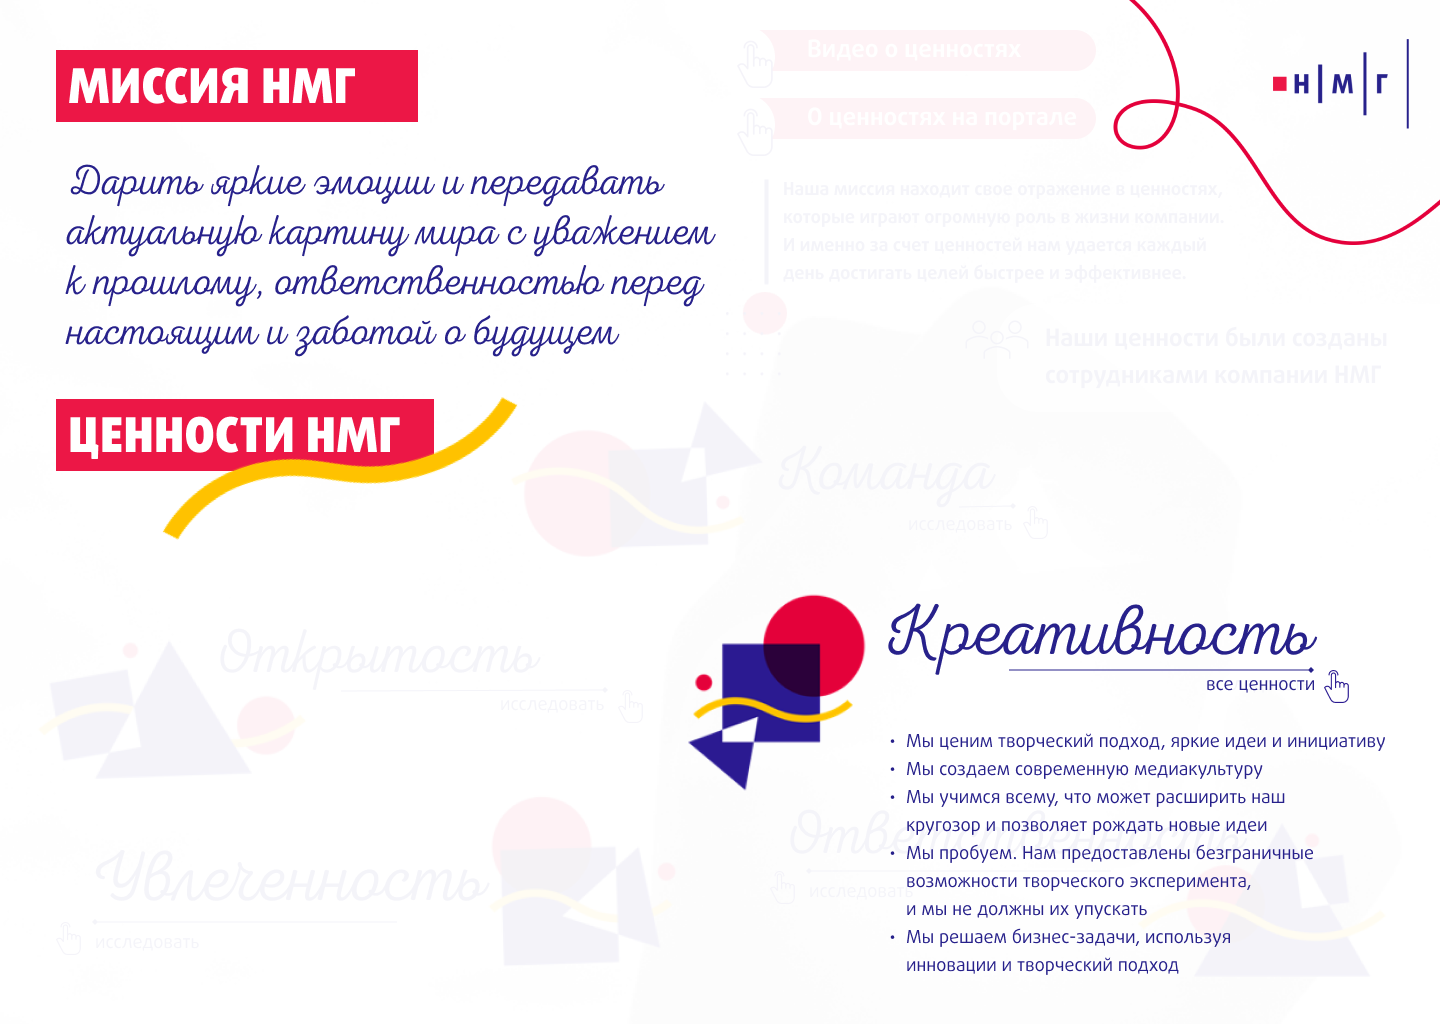 МИССИЯ НМГ
Дарить яркие эмоции и передавать
актуальную картину мира с уважением
к прошлому, ответственностью перед
настоящим и заботой о будущем
Видео о ценностях
О ценностях на портале
Н М Г
Наша миссия находит свое отражение в ценностях,
которые играют огромную роль в жизни компании.
И именно за счет ценностей нам удается каждый
день достигать целей быстрее и эффективнее.
Наши ценности были созданы
сотрудниками компании НМГ
ЦЕННОСТИ НМГ
Команда
исследовать
Открытость
исследовать
Креативность
все ценности
• Мы ценим творческий подход, яркие идеи и инициативу
• Мы создаем современную медиакультуру
• Мы учимся всему, что может расширить наш
кругозор и позволяет рождать новые идеи
• Мы пробуем. Нам предоставлены безграничные
возможности творческого эксперимента,
и мы не должны их упускать
• Мы решаем бизнес-задачи, используя
инновации и творческий подход
Увлеченность
исследовать
Ответственность
исследовать